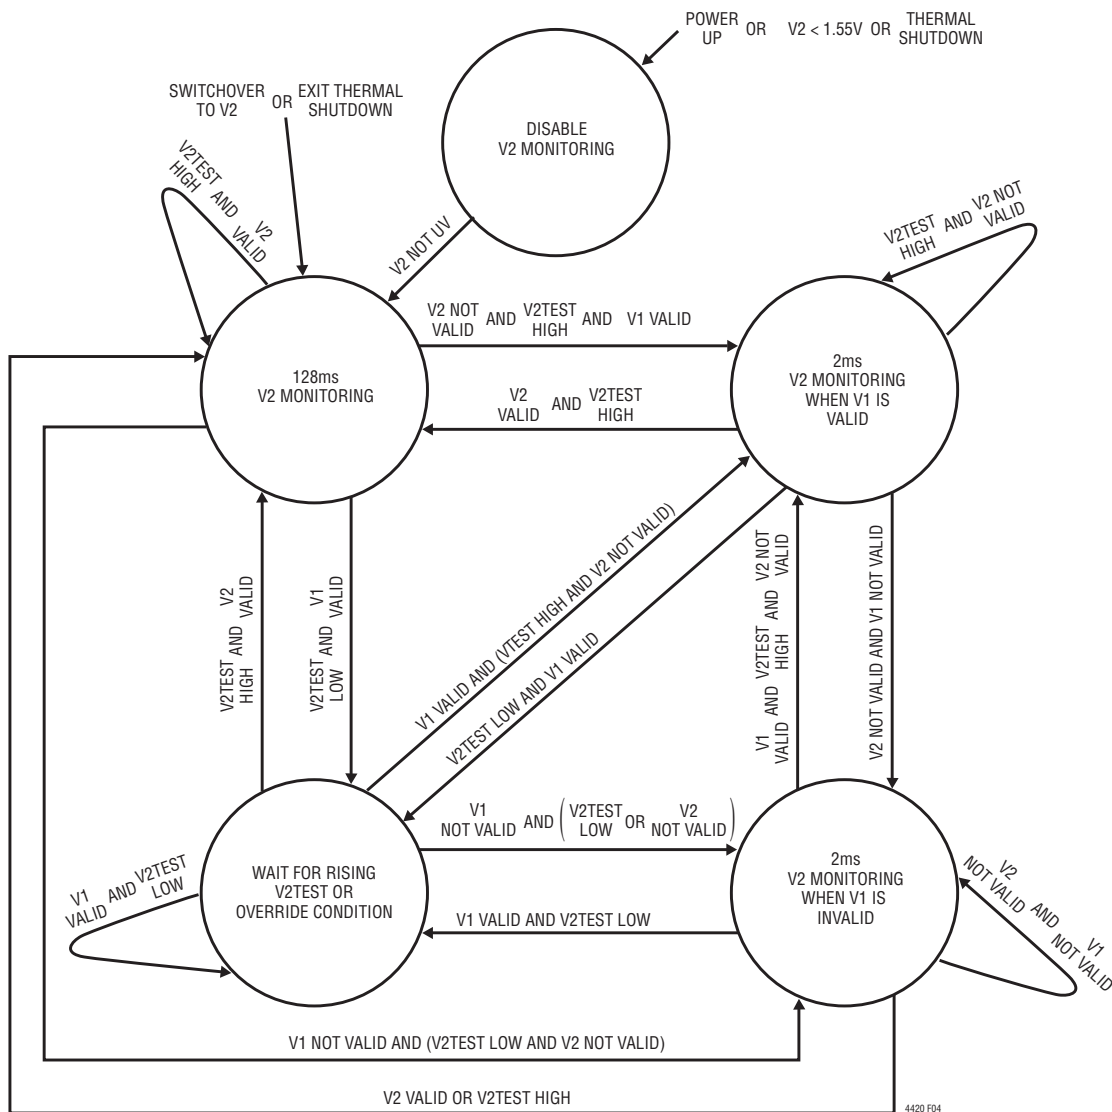 POWER UP OR V2 < 1.55V OR THERMAL SHUTDOWN
SWITCHOVER TO V2 OR EXIT THERMAL SHUTDOWN
DISABLE
V2 MONITORING
V2TEST HIGH AND V2 VALID
V2 NOT UV
V2TEST HIGH AND V2 NOT VALID
V2 NOT VALID AND V2TEST HIGH AND V1 VALID
128ms
V2 MONITORING
2ms
V2 MONITORING
WHEN V1 IS
VALID
V2 VALID AND V2TEST HIGH
V2TEST HIGH AND V2 VALID
V2TEST LOW AND V1 VALID
V1 VALID AND (VTEST HIGH AND V2 NOT VALID)
V2TEST LOW AND V1 VALID
V1 VALID AND V2TEST HIGH AND V2 NOT VALID
V2 NOT VALID AND V1 NOT VALID
V1 NOT VALID AND (V2TEST LOW OR V2 NOT VALID)
WAIT FOR RISING
V2TEST OR
OVERRIDE CONDITION
2ms
V2 MONITORING
WHEN V1 IS
INVALID
V1 VALID AND V2TEST LOW
V1 VALID AND V2TEST LOW
V2 NOT VALID AND V1 NOT VALID
V1 NOT VALID AND (V2TEST LOW AND V2 NOT VALID)
V2 VALID OR V2TEST HIGH
4420 F04